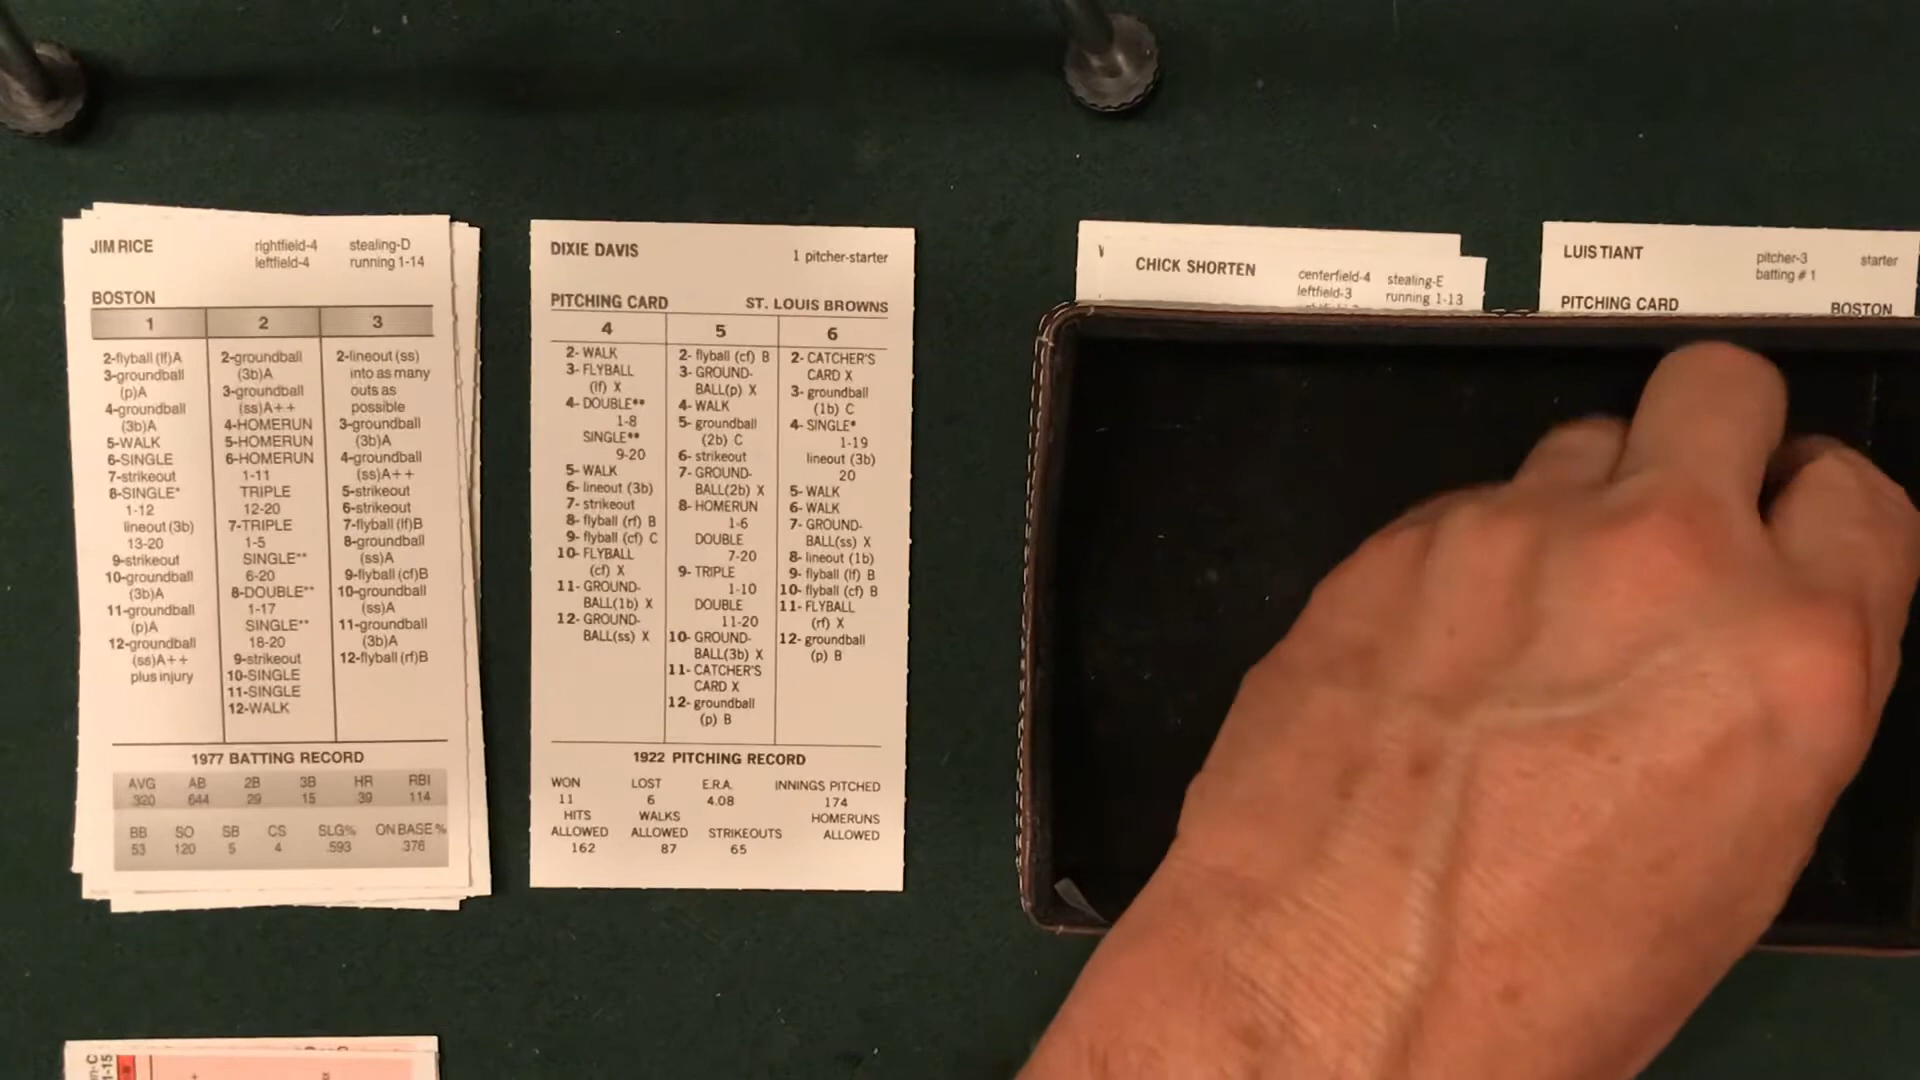 JIM RICE
rightfield-4 stealing-D
leftfield-4 running 1-14
BOSTON
1 2 3
2-flyball (lf)A
3-groundball
(p)A
4-groundball
(3b)A
5-WALK
6-SINGLE
7-strikeout
8-SINGLE*
1-12
lineout (3b)
13-20
9-strikeout
10-groundball
(3b)A
11-groundball
(p)A
12-groundball
(ss)A++
plus injury
2-groundball
(3b)A
3-groundball
(ss)A++
4-HOMERUN
5-HOMERUN
6-HOMERUN
1-11
TRIPLE
12-20
7-TRIPLE
1-5
SINGLE**
6-20
8-DOUBLE**
1-17
SINGLE**
18-20
9-strikeout
10-SINGLE
11-SINGLE
12-WALK
2-lineout (ss)
into as many
outs as
possible
3-groundball
(3b)A
4-groundball
(ss)A++
5-strikeout
6-strikeout
7-flyball (lf)B
8-groundball
(ss)A
9-flyball (cf)B
10-groundball
(ss)A
11-groundball
(3b)A
12-flyball (rf)B
1977 BATTING RECORD
AVG AB 2B 3B HR RBI
.320 644 29 15 39 114
BB SO SB CS SLG% ON BASE%
53 120 5 4 .593 .376
DIXIE DAVIS
1 pitcher-starter
PITCHING CARD ST. LOUIS BROWNS
4 5 6
2- WALK
3- FLYBALL
(lf) X
4- DOUBLE**
1-8
SINGLE**
9-20
5- WALK
6- lineout (3b)
7- strikeout
8- flyball (rf) B
9- flyball (cf) C
10- FLYBALL
(cf) X
11- GROUND-
BALL(1b) X
12- GROUND-
BALL(ss) X
2- flyball (cf) B
3- GROUND-
BALL(p) X
4- WALK
5- groundball
(2b) C
6- strikeout
7- GROUND-
BALL(2b) X
8- HOMERUN
1-6
DOUBLE
7-20
9- TRIPLE
1-10
DOUBLE
11-20
10- GROUND-
BALL(3b) X
11- CATCHER'S
CARD X
12- groundball
(p) B
2- CATCHER'S
CARD X
3- groundball
(1b) C
4- SINGLE*
1-19
lineout (3b)
20
5- WALK
6- WALK
7- GROUND-
BALL(ss) X
8- lineout (1b)
9- flyball (lf) B
10- flyball (cf) B
11- FLYBALL
(rf) X
12- groundball
(p) B
1922 PITCHING RECORD
WON LOST E.R.A. INNINGS PITCHED
11 6 4.08 174
HITS WALKS HOMERUNS
ALLOWED ALLOWED STRIKEOUTS ALLOWED
162 87 65
CHICK SHORTEN
centerfield-4 stealing-E
leftfield-3 running 1-13
LUIS TIANT
pitcher-3 starter
batting # 1
PITCHING CARD BOSTON
1-15